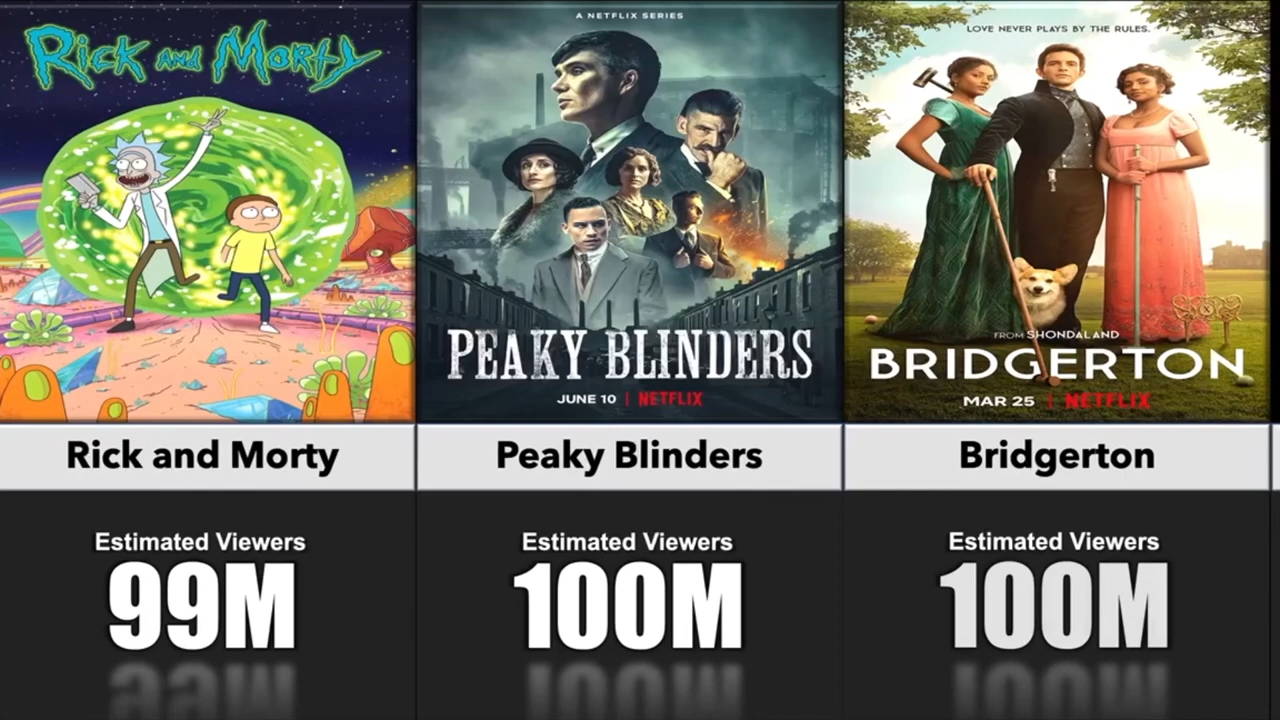 Rick and Morty
Rick and Morty
Estimated Viewers
99M
A NETFLIX SERIES
PEAKY BLINDERS
JUNE 10 | NETFLIX
Peaky Blinders
Estimated Viewers
100M
LOVE NEVER PLAYS BY THE RULES.
FROM SHONDALAND
BRIDGERTON
MAR 25 | NETFLIX
Bridgerton
Estimated Viewers
100M